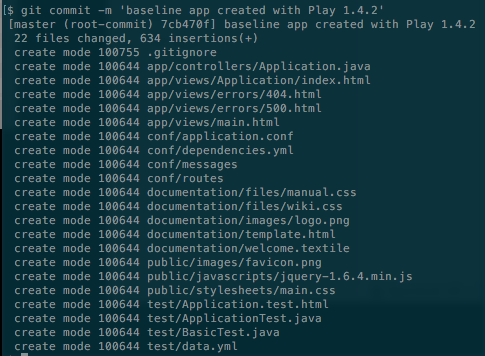 [$ git commit -m 'baseline app created with Play 1.4.2'
[master (root-commit) 7cb470f] baseline app created with Play 1.4.2
22 files changed, 634 insertions(+)
create mode 100755 .gitignore
create mode 100644 app/controllers/Application.java
create mode 100644 app/views/Application/index.html
create mode 100644 app/views/errors/404.html
create mode 100644 app/views/errors/500.html
create mode 100644 app/views/main.html
create mode 100644 conf/application.conf
create mode 100644 conf/dependencies.yml
create mode 100644 conf/messages
create mode 100644 conf/routes
create mode 100644 documentation/files/manual.css
create mode 100644 documentation/files/wiki.css
create mode 100644 documentation/images/logo.png
create mode 100644 documentation/template.html
create mode 100644 documentation/welcome.textile
create mode 100644 public/images/favicon.png
create mode 100644 public/javascripts/jquery-1.6.4.min.js
create mode 100644 public/stylesheets/main.css
create mode 100644 test/Application.test.html
create mode 100644 test/ApplicationTest.java
create mode 100644 test/BasicTest.java
create mode 100644 test/data.yml